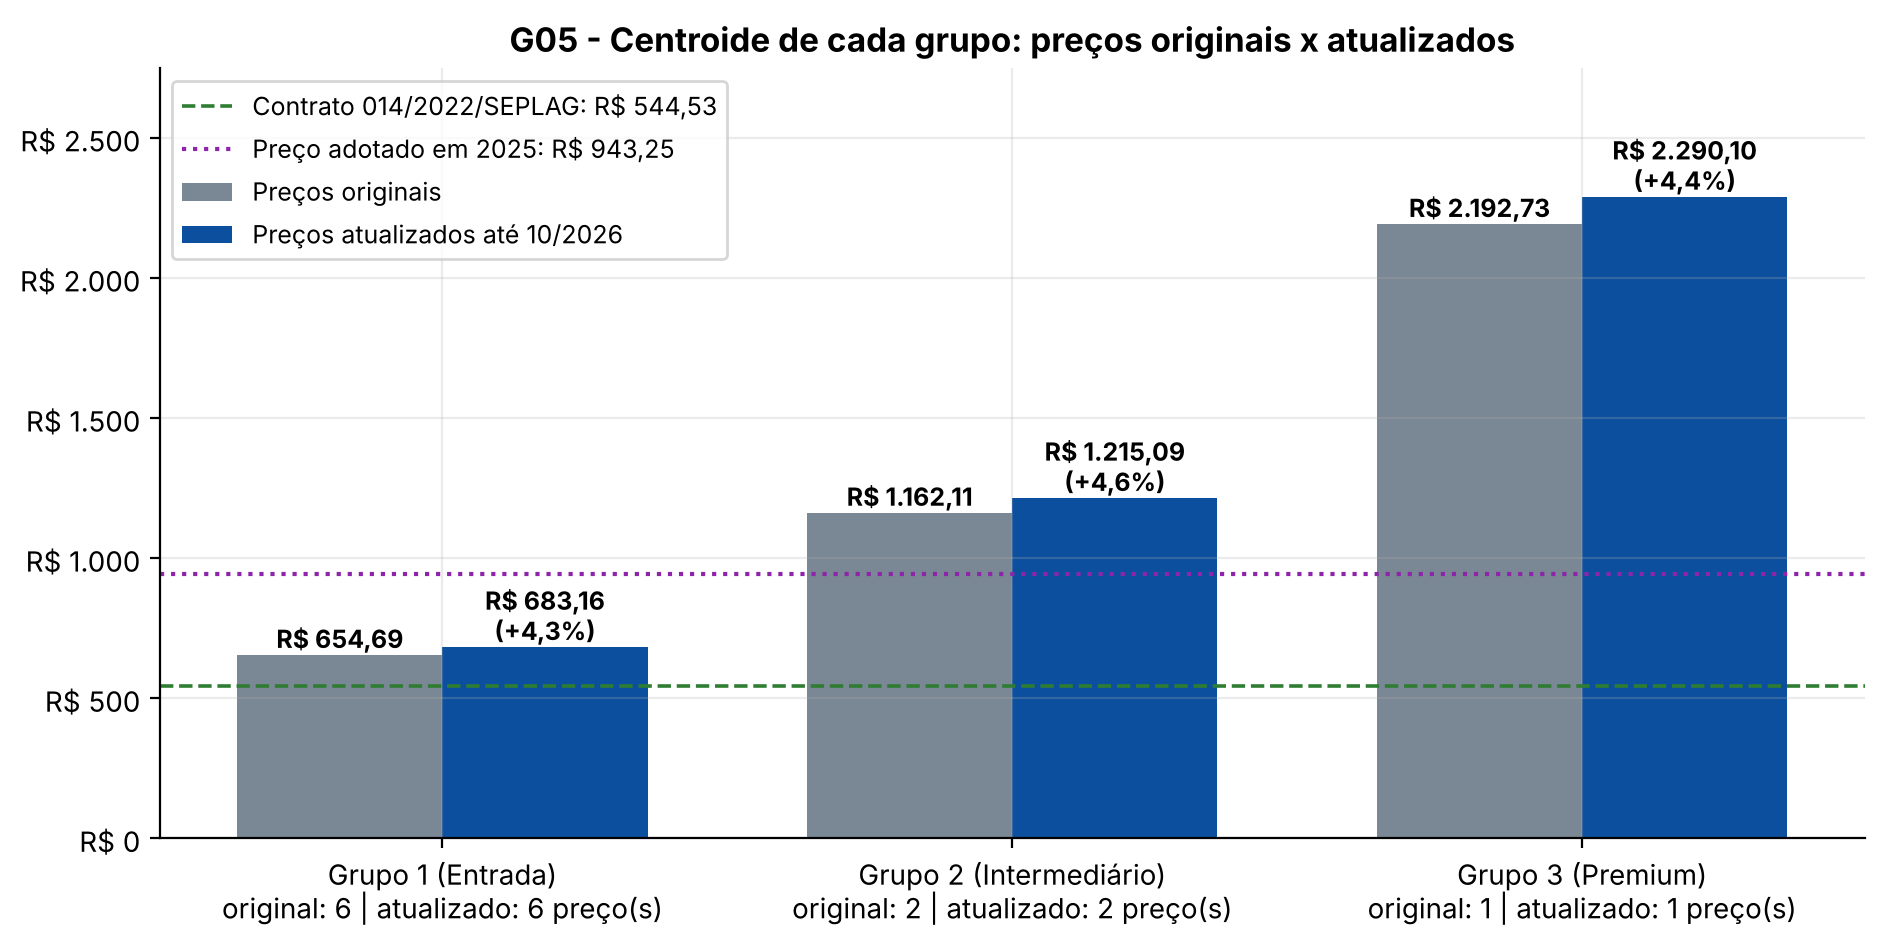 G05 - Centroide de cada grupo: preços originais x atualizados
Contrato 014/2022/SEPLAG: R$ 544,53
Preço adotado em 2025: R$ 943,25
Preços originais
Preços atualizados até 10/2026
R$ 2.500
R$ 2.000
R$ 1.500
R$ 1.000
R$ 500
R$ 0
R$ 654,69
R$ 683,16
(+4,3%)
R$ 1.162,11
R$ 1.215,09
(+4,6%)
R$ 2.192,73
R$ 2.290,10
(+4,4%)
Grupo 1 (Entrada)
original: 6 | atualizado: 6 preço(s)
Grupo 2 (Intermediário)
original: 2 | atualizado: 2 preço(s)
Grupo 3 (Premium)
original: 1 | atualizado: 1 preço(s)